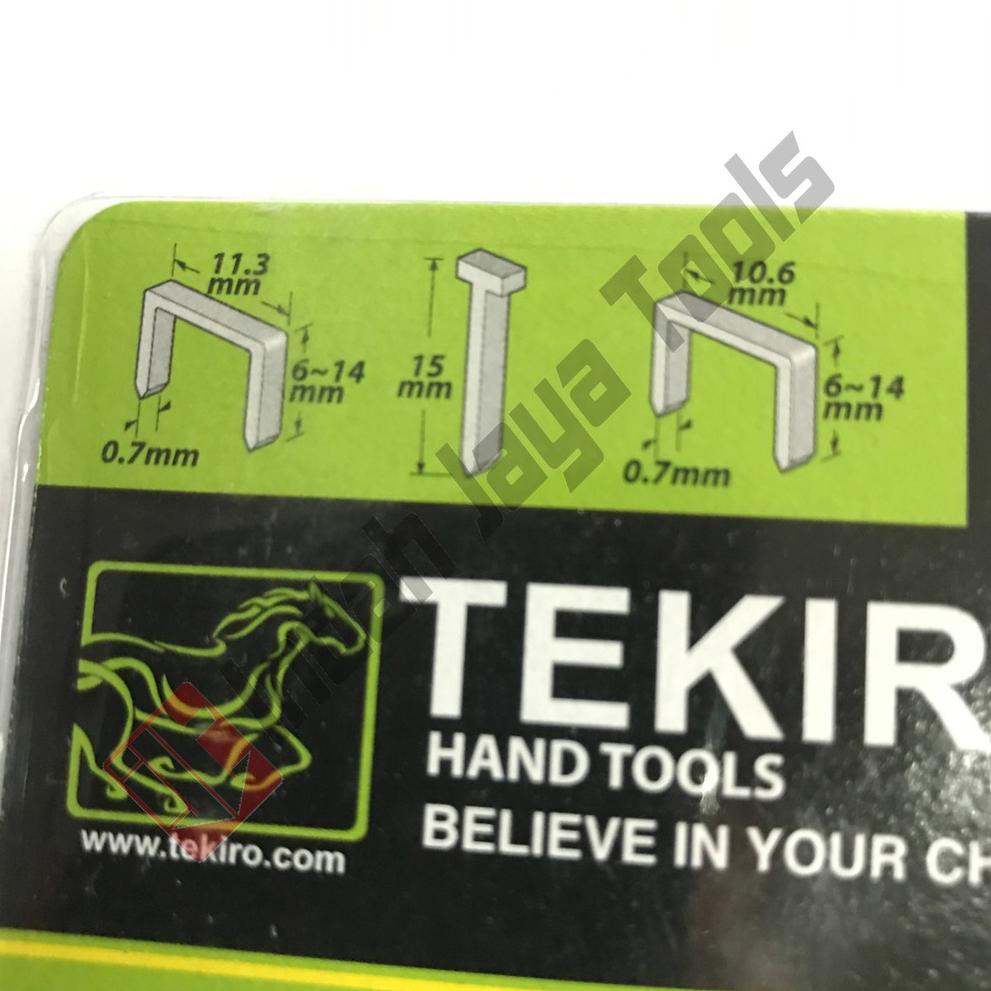 11.3
mm
6~14
mm
0.7mm
15
mm
10.6
mm
6~14
mm
0.7mm
TEKIR
HAND TOOLS
BELIEVE IN YOUR CH
www.tekiro.com
Indah Jaya Tools